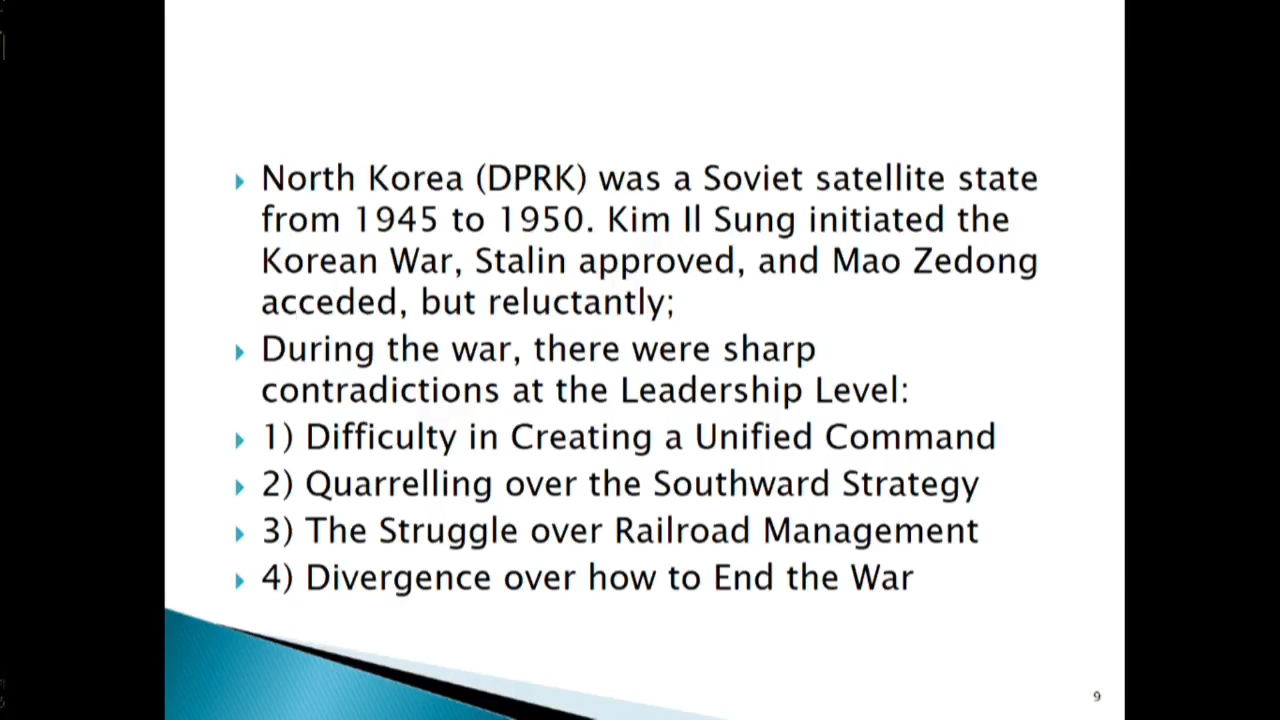 North Korea (DPRK) was a Soviet satellite state
from 1945 to 1950. Kim Il Sung initiated the
Korean War, Stalin approved, and Mao Zedong
acceded, but reluctantly;
During the war, there were sharp
contradictions at the Leadership Level:
1) Difficulty in Creating a Unified Command
2) Quarrelling over the Southward Strategy
3) The Struggle over Railroad Management
4) Divergence over how to End the War
9